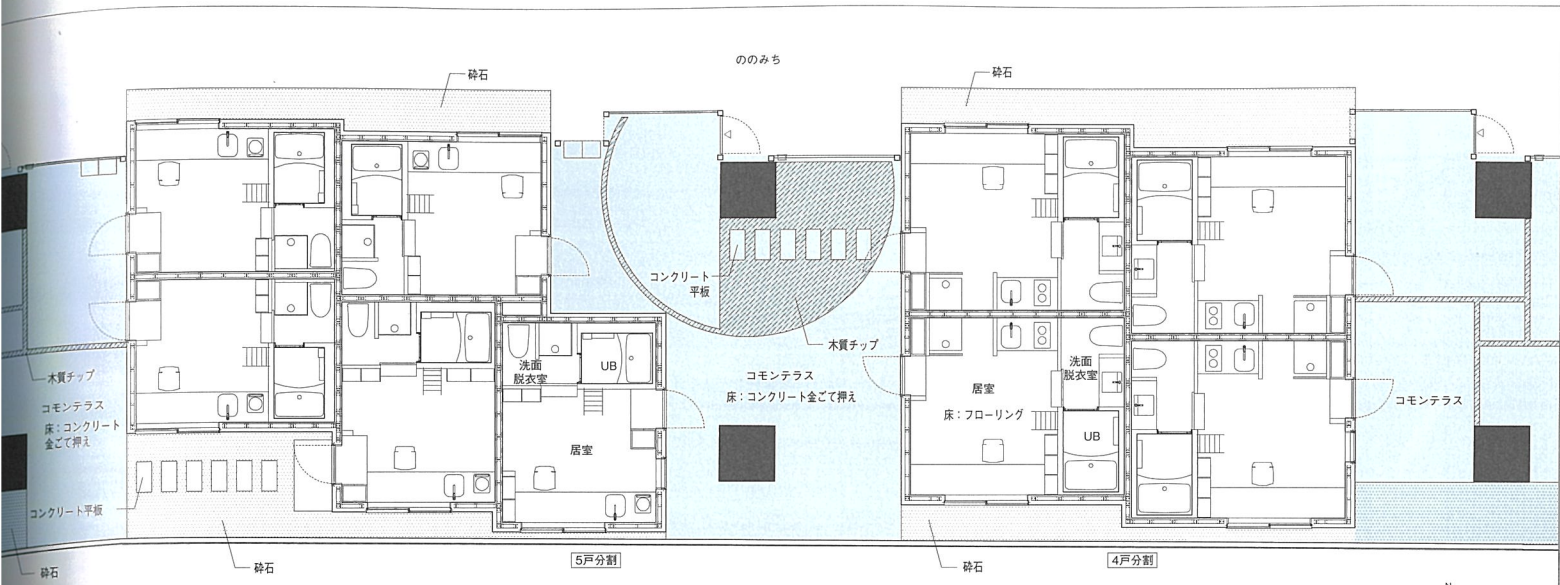 ののみち
砕石
砕石
コンクリート
平板
木質チップ
木質チップ
コモンテラス
床：コンクリート
金ごて押え
コンクリート平板
砕石
砕石
洗面
脱衣室
UB
居室
コモンテラス
床：コンクリート金ごて押え
居室
床：フローリング
洗面
脱衣室
UB
コモンテラス
5戸分割
砕石
4戸分割